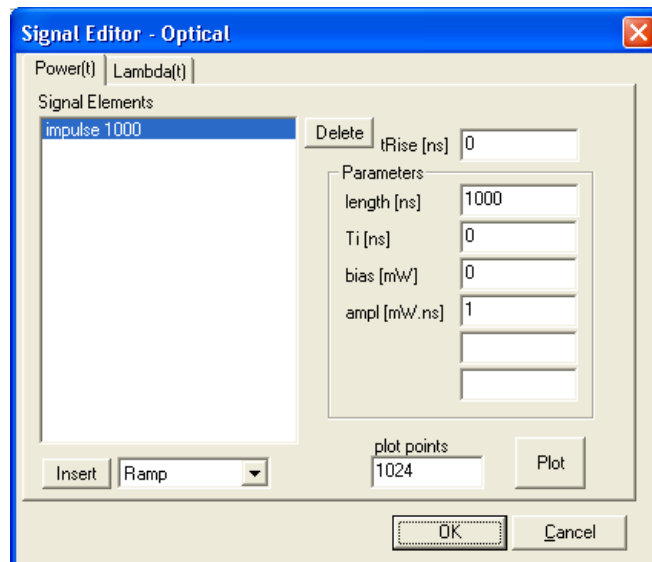 Signal Editor - Optical
Power(t) Lambda(t)
Signal Elements
impulse 1000
Delete
tRise [ns] 0
Parameters
length [ns] 1000
Ti [ns] 0
bias [mW] 0
ampl [mW.ns] 1
plot points
1024
Plot
Insert Ramp
OK Cancel